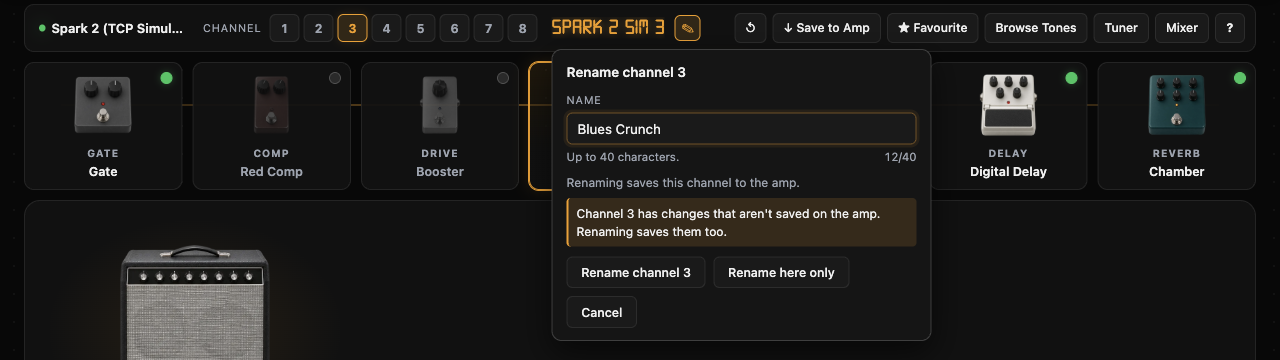 Spark 2 (TCP Simul... CHANNEL 1 2 3 4 5 6 7 8 SPARK 2 SIM 3 ✎ ↺ ↓ Save to Amp ★ Favourite Browse Tones Tuner Mixer ?
GATE
Gate
COMP
Red Comp
DRIVE
Booster
Rename channel 3
NAME
Blues Crunch
Up to 40 characters. 12/40
Renaming saves this channel to the amp.
Channel 3 has changes that aren't saved on the amp.
Renaming saves them too.
Rename channel 3 Rename here only
Cancel
DELAY
Digital Delay
REVERB
Chamber